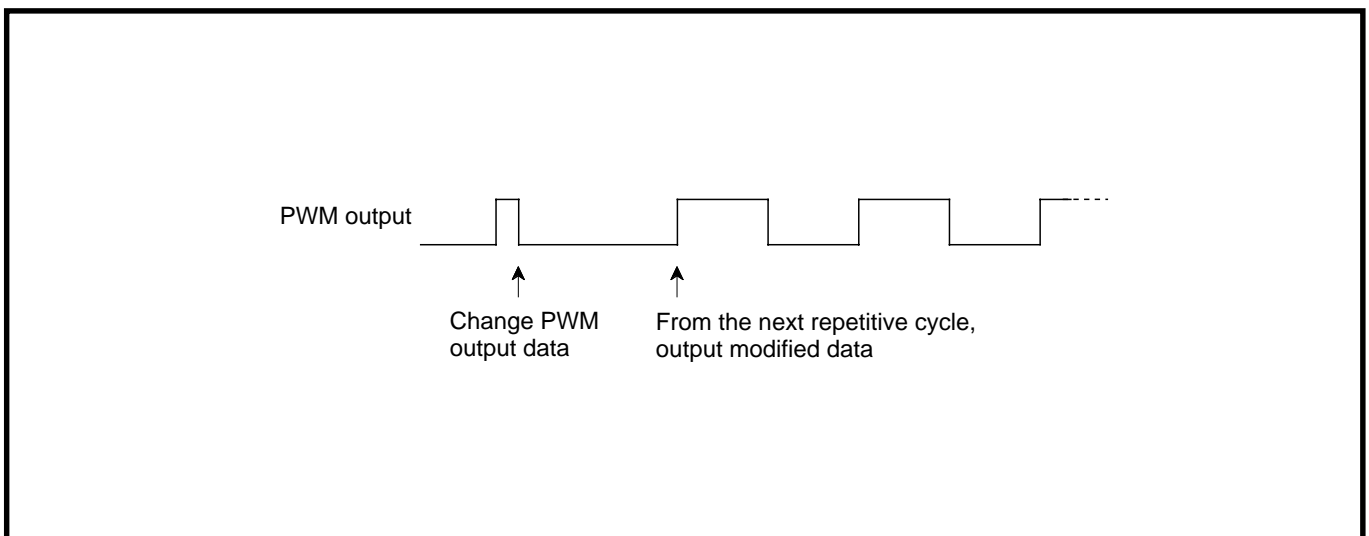 PWM output
Change PWM
output data
From the next repetitive cycle,
output modified data